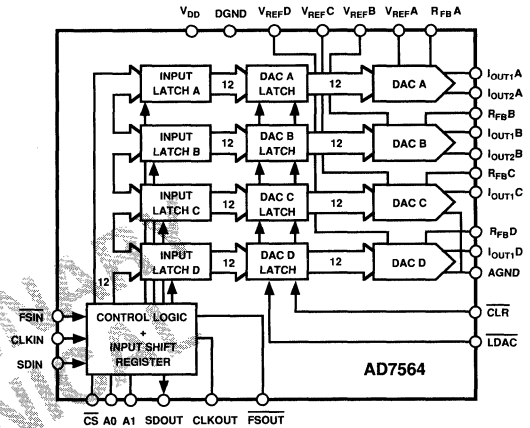 VDD DGND VREFD VREFC VREFB VREFA RFBA
INPUT LATCH A
12
DAC A LATCH
12
DAC A
IOUT1A
IOUT2A
RFBB
INPUT LATCH B
12
DAC B LATCH
12
DAC B
IOUT1B
IOUT2B
RFBC
INPUT LATCH C
12
DAC C LATCH
12
DAC C
IOUT1C
RFBD
INPUT LATCH D
12
DAC D LATCH
12
DAC D
IOUT1D
AGND
12
FSIN
CLKIN
SDIN
CONTROL LOGIC
+
INPUT SHIFT
REGISTER
CLR
LDAC
AD7564
CS A0 A1 SDOUT CLKOUT FSOUT